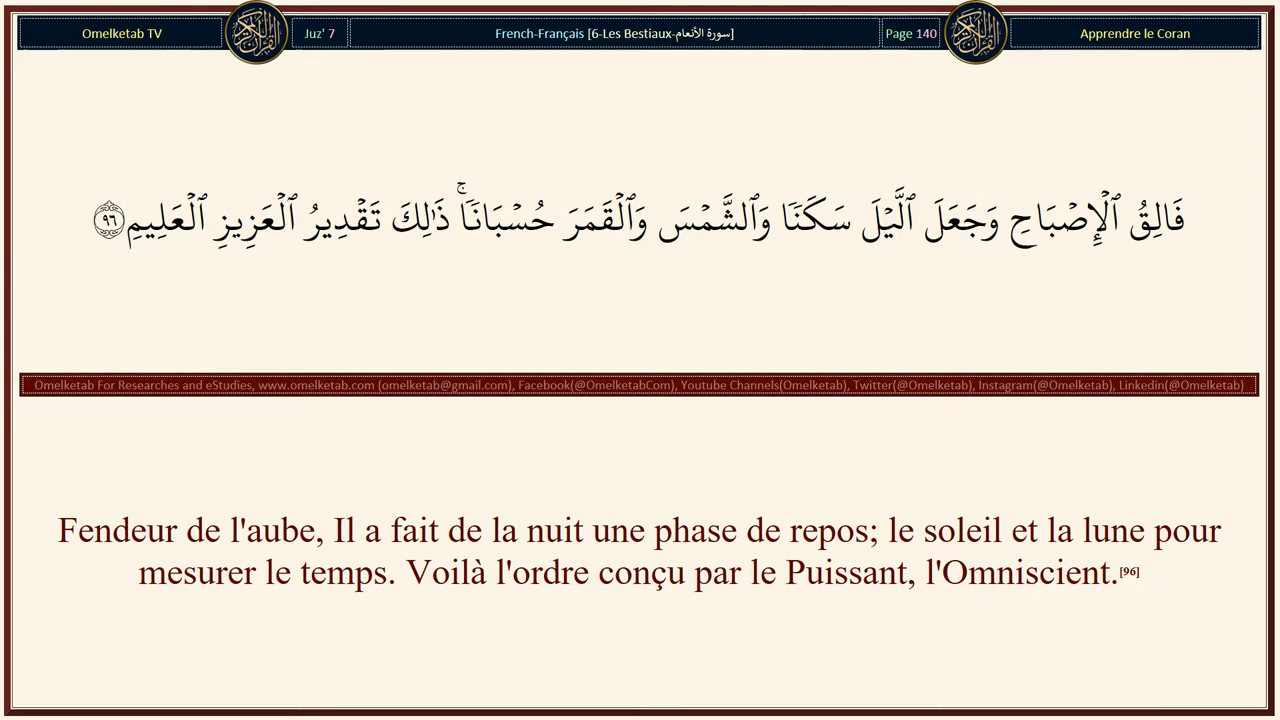 Omelketab TV
Juz' 7
French-Français [6-Les Bestiaux-سورة الأنعام]
Page 140
Apprendre le Coran
فَالِقُ ٱلْإِصْبَاحِ وَجَعَلَ ٱلَّيْلَ سَكَنًا وَٱلشَّمْسَ وَٱلْقَمَرَ حُسْبَانًا ۚ ذَٰلِكَ تَقْدِيرُ ٱلْعَزِيزِ ٱلْعَلِيمِ ٩٦
Omelketab For Researches and eStudies, www.omelketab.com (omelketab@gmail.com), Facebook(@OmelketabCom), Youtube Channels(Omelketab), Twitter(@Omelketab), Instagram(@Omelketab), Linkedin(@Omelketab)
Fendeur de l'aube, Il a fait de la nuit une phase de repos; le soleil et la lune pour
mesurer le temps. Voilà l'ordre conçu par le Puissant, l'Omniscient.[96]